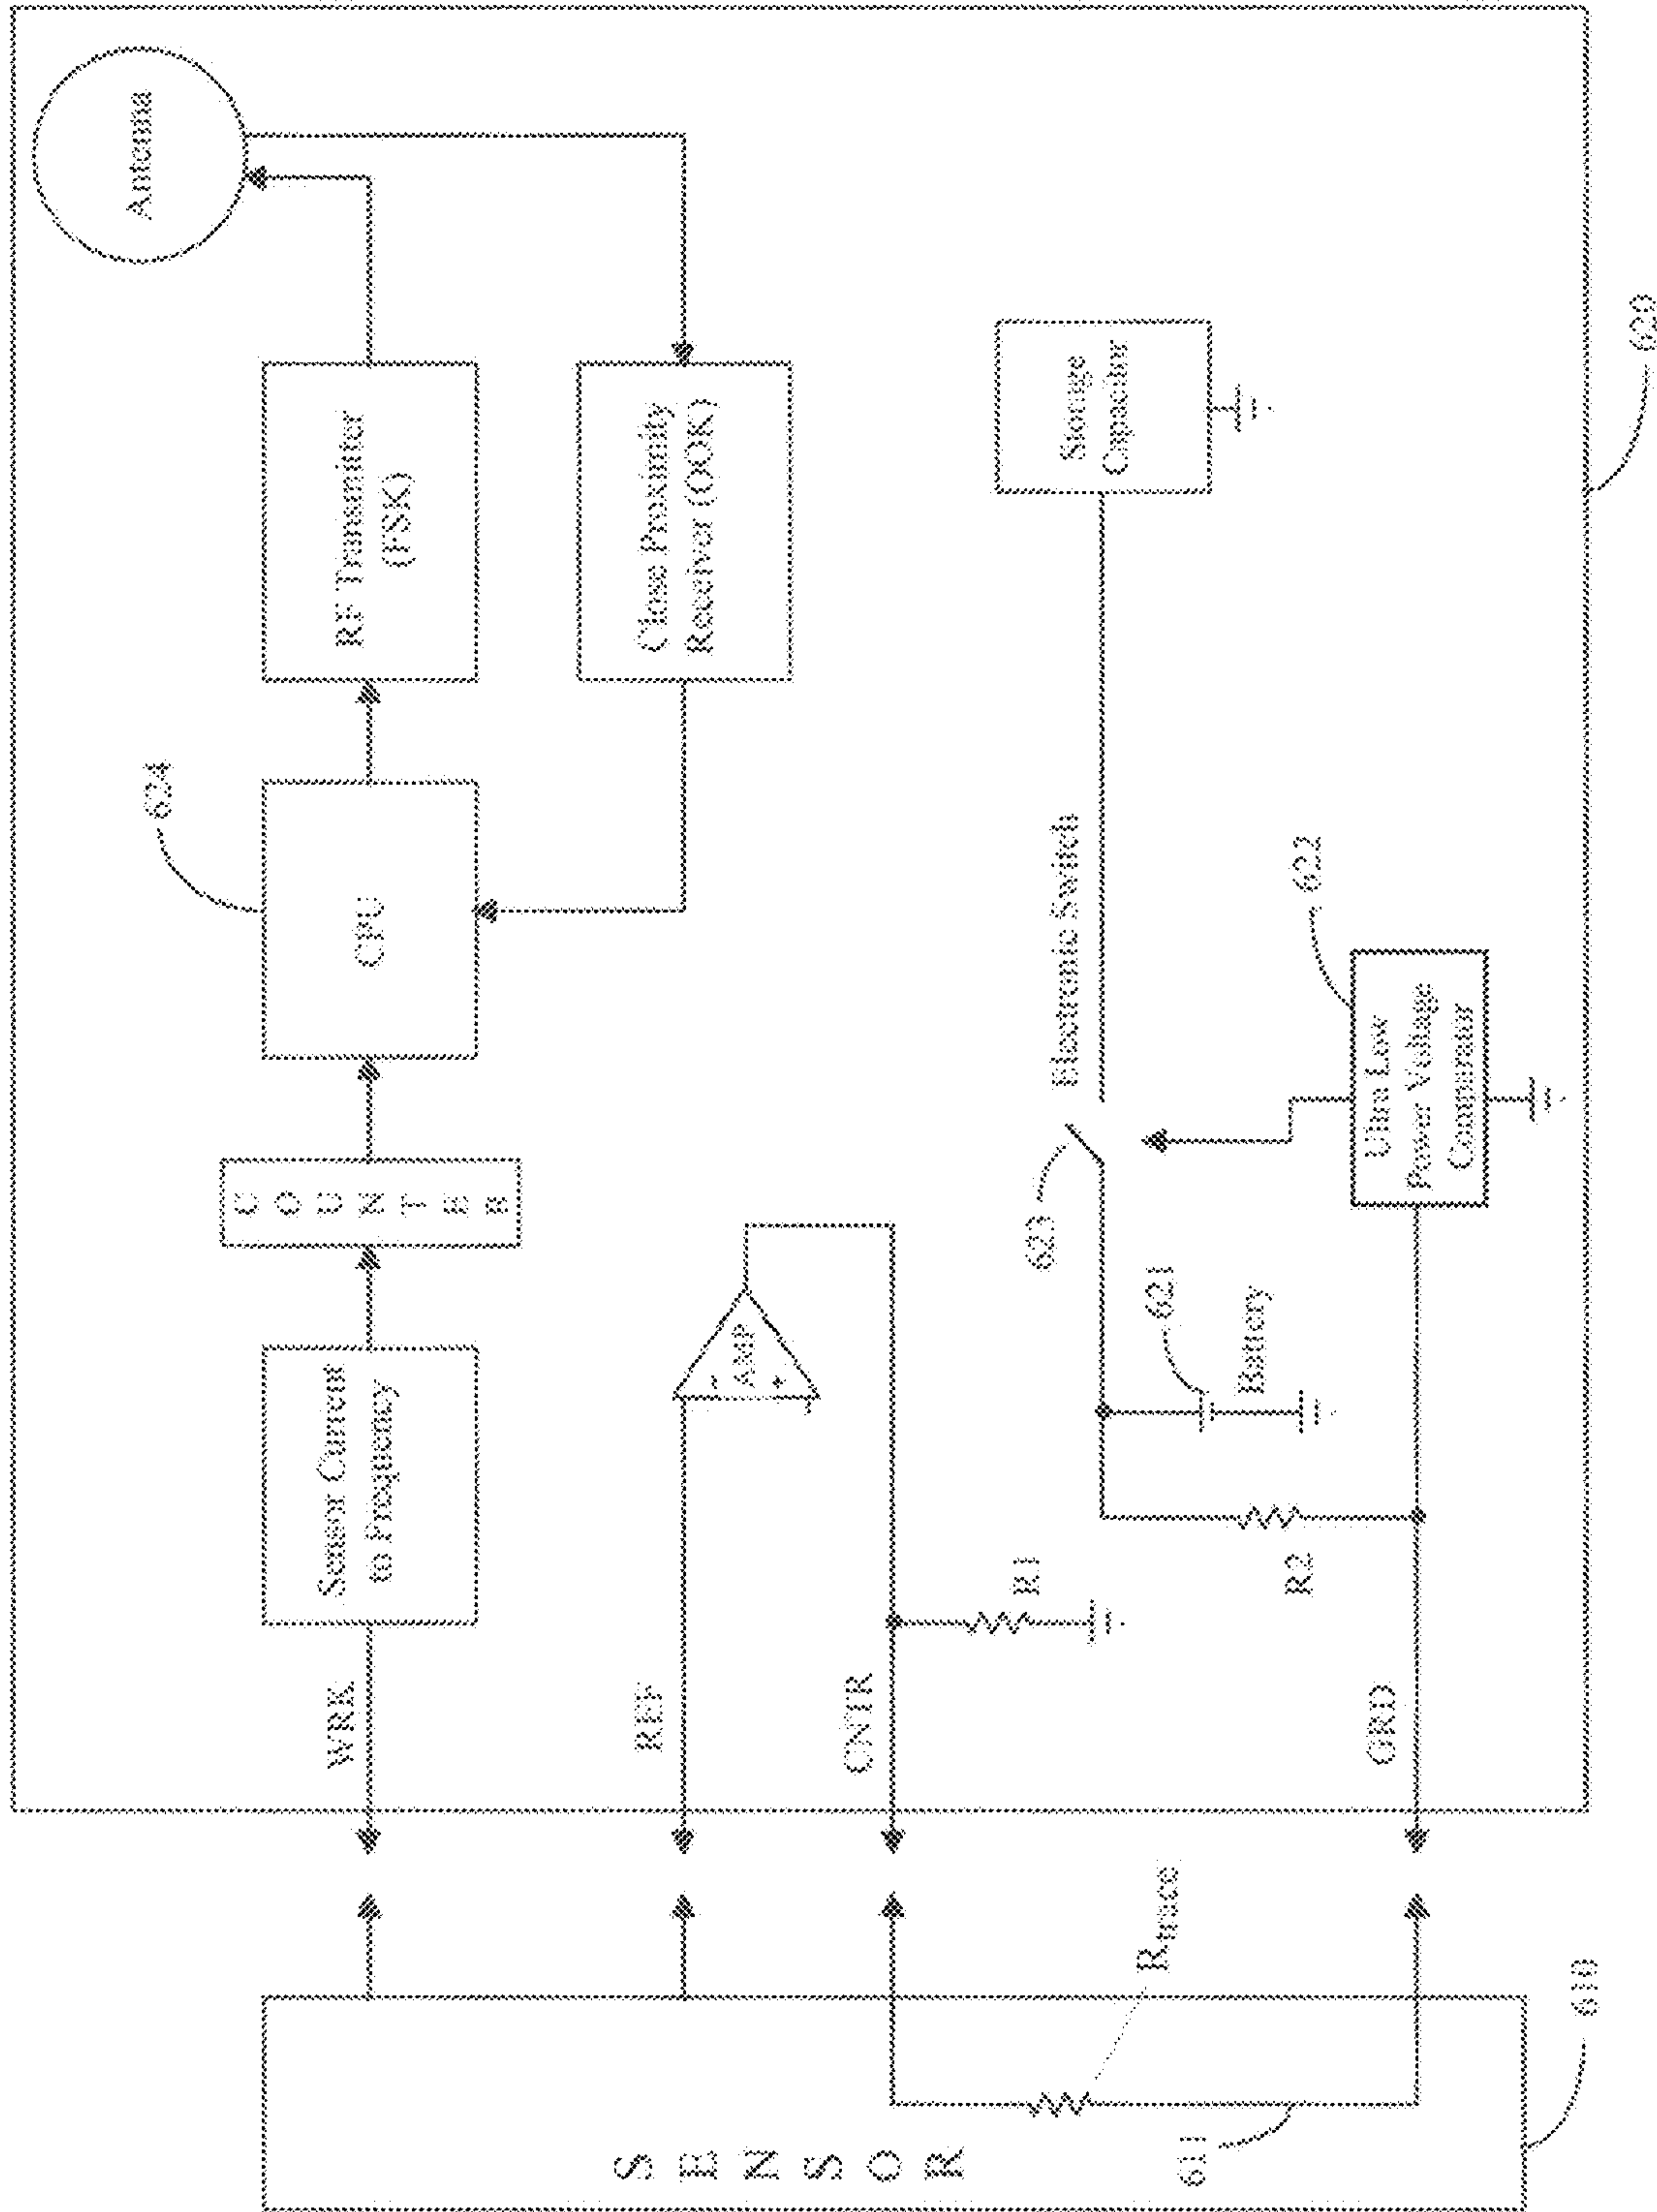 SENSOR
610
611
Rtrace
WRK
REF
CNTR
GRD
Sensor Current
to Frequency
COUNTER
CPU
624
RF Transmitter
(FSK)
Antenna
Close Proximity
Receiver (OOK)
AMP
-
+
R1
R2
621
Battery
623
Electronic Switch
Storage
Capacitor
622
Ultra Low
Power Voltage
Comparator
620